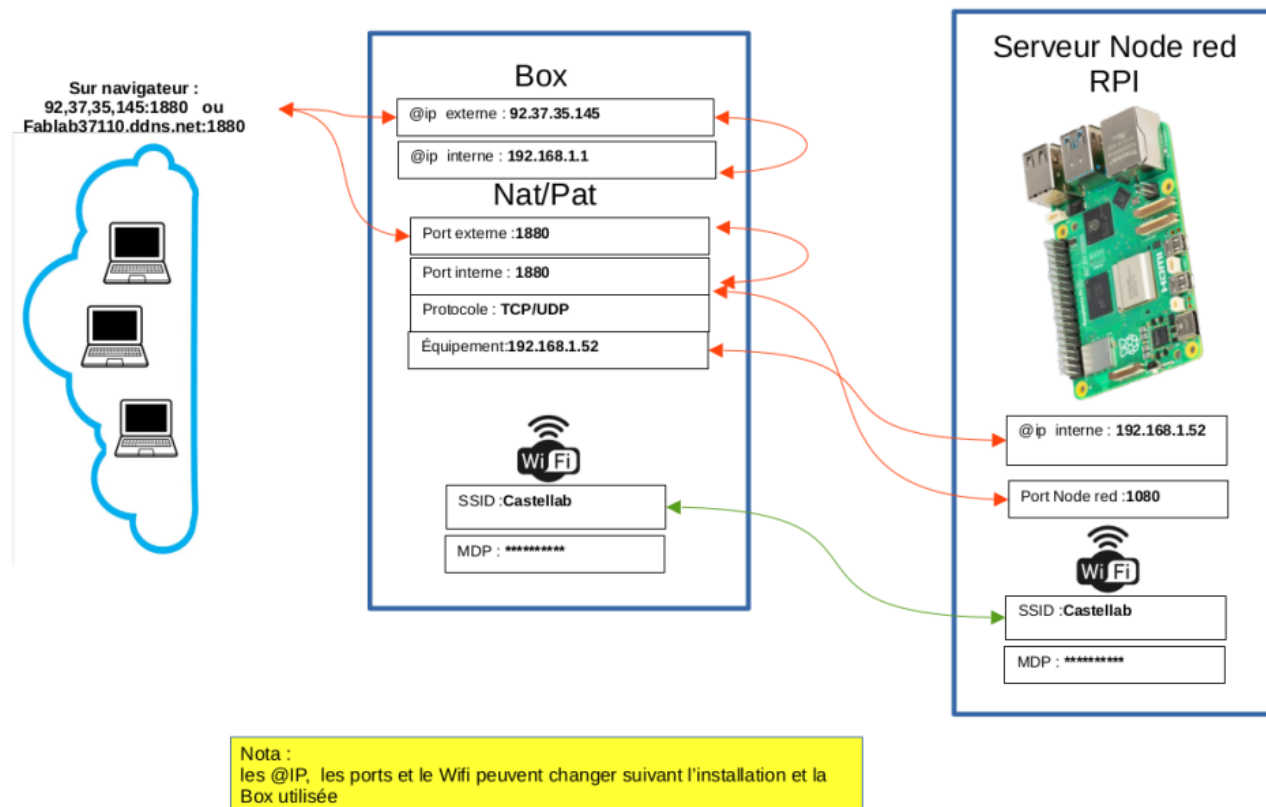 Sur navigateur :
92,37,35,145:1880 ou
Fablab37110.ddns.net:1880
Box
@ip externe : 92.37.35.145
@ip interne : 192.168.1.1
Nat/Pat
Port externe :1880
Port interne : 1880
Protocole : TCP/UDP
Équipement:192.168.1.52
WiFi
SSID :Castellab
MDP : **********
Serveur Node red
RPI
@ip interne : 192.168.1.52
Port Node red :1080
WiFi
SSID :Castellab
MDP : **********
Nota :
les @IP, les ports et le Wifi peuvent changer suivant l'installation et la
Box utilisée